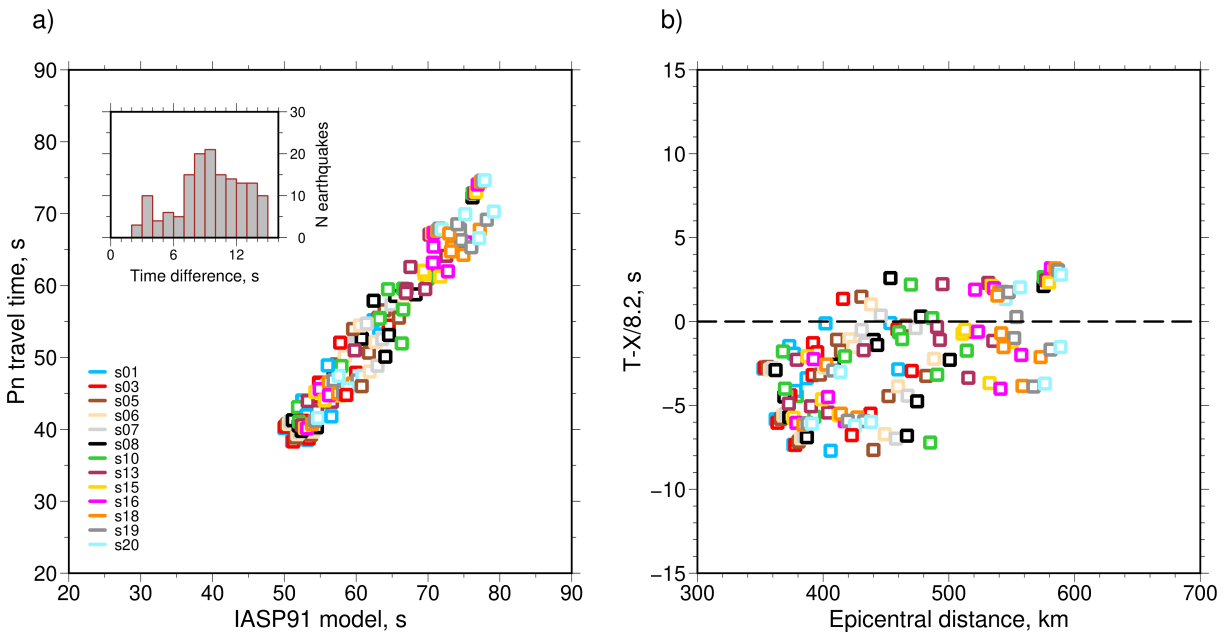 a)
Pn travel time, s
90
80
70
60
50
40
30
20
20 30 40 50 60 70 80 90
IASP91 model, s
30
20
10
0
N earthquakes
0 6 12
Time difference, s
s01
s03
s05
s06
s07
s08
s10
s13
s15
s16
s18
s19
s20
b)
T-X/8.2, s
15
10
5
0
−5
−10
−15
300 400 500 600 700
Epicentral distance, km